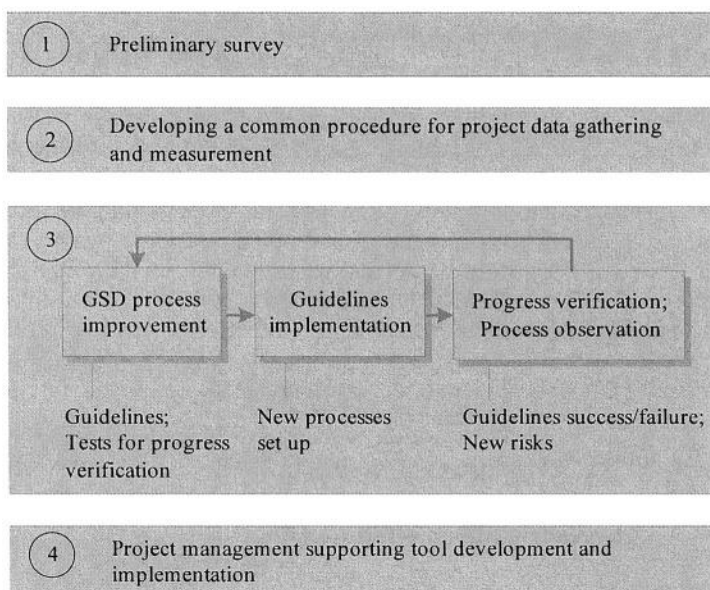 1 Preliminary survey
2 Developing a common procedure for project data gathering
and measurement
3
GSD process
improvement
Guidelines
implementation
Progress verification;
Process observation
Guidelines;
Tests for progress
verification
New processes
set up
Guidelines success/failure;
New risks
4 Project management supporting tool development and
implementation